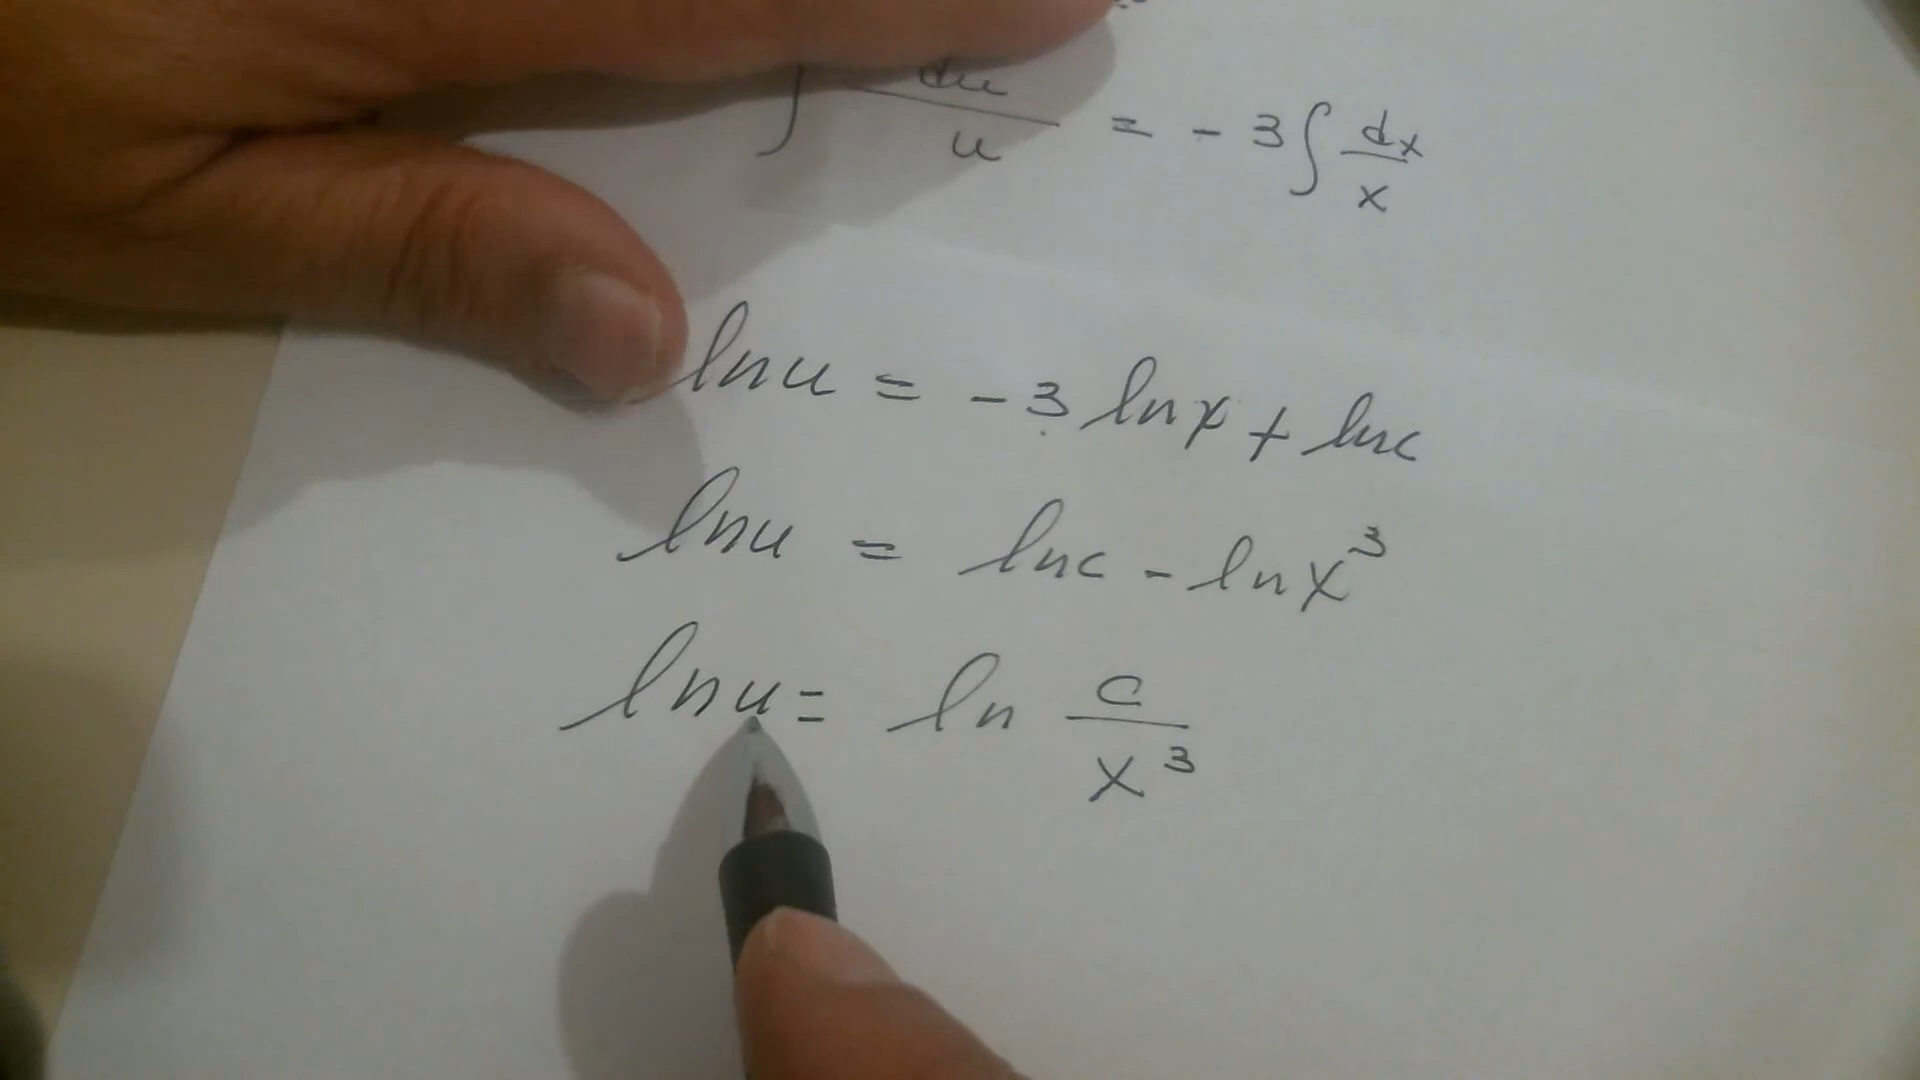 ∫ du/u = - 3 ∫ dx/x
ln u = - 3 ln x + ln c
ln u = ln c - ln x³
ln u = ln c/x³